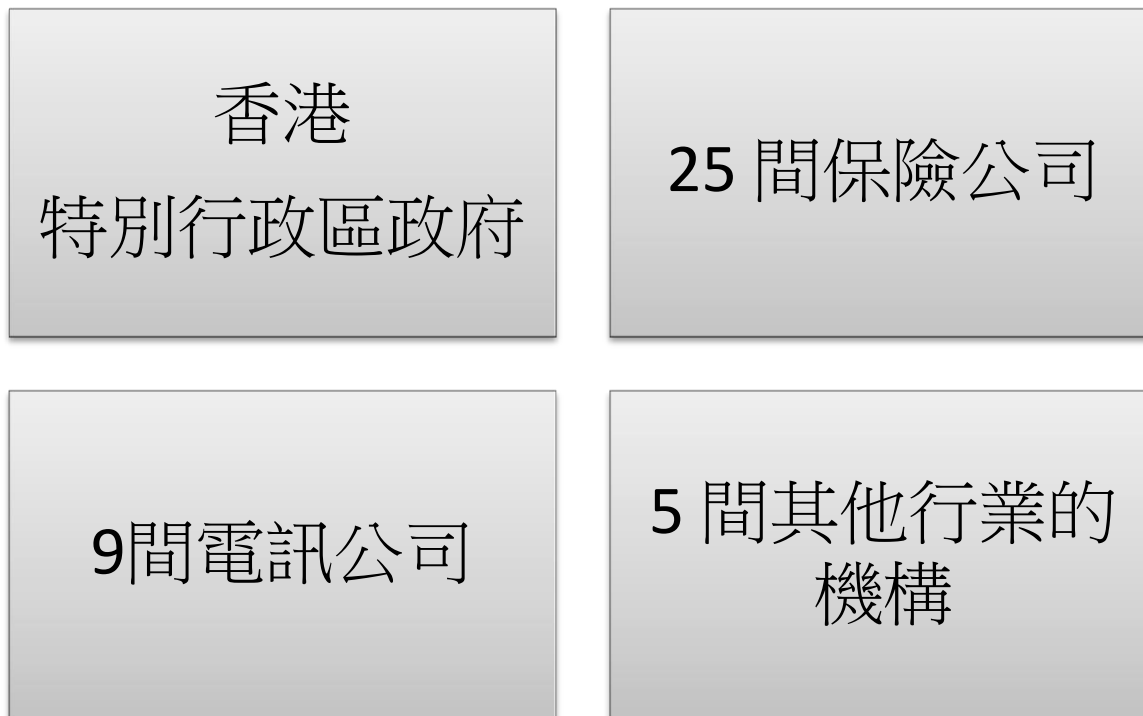 香港
特別行政區政府
25 間保險公司
9間電訊公司
5 間其他行業的
機構